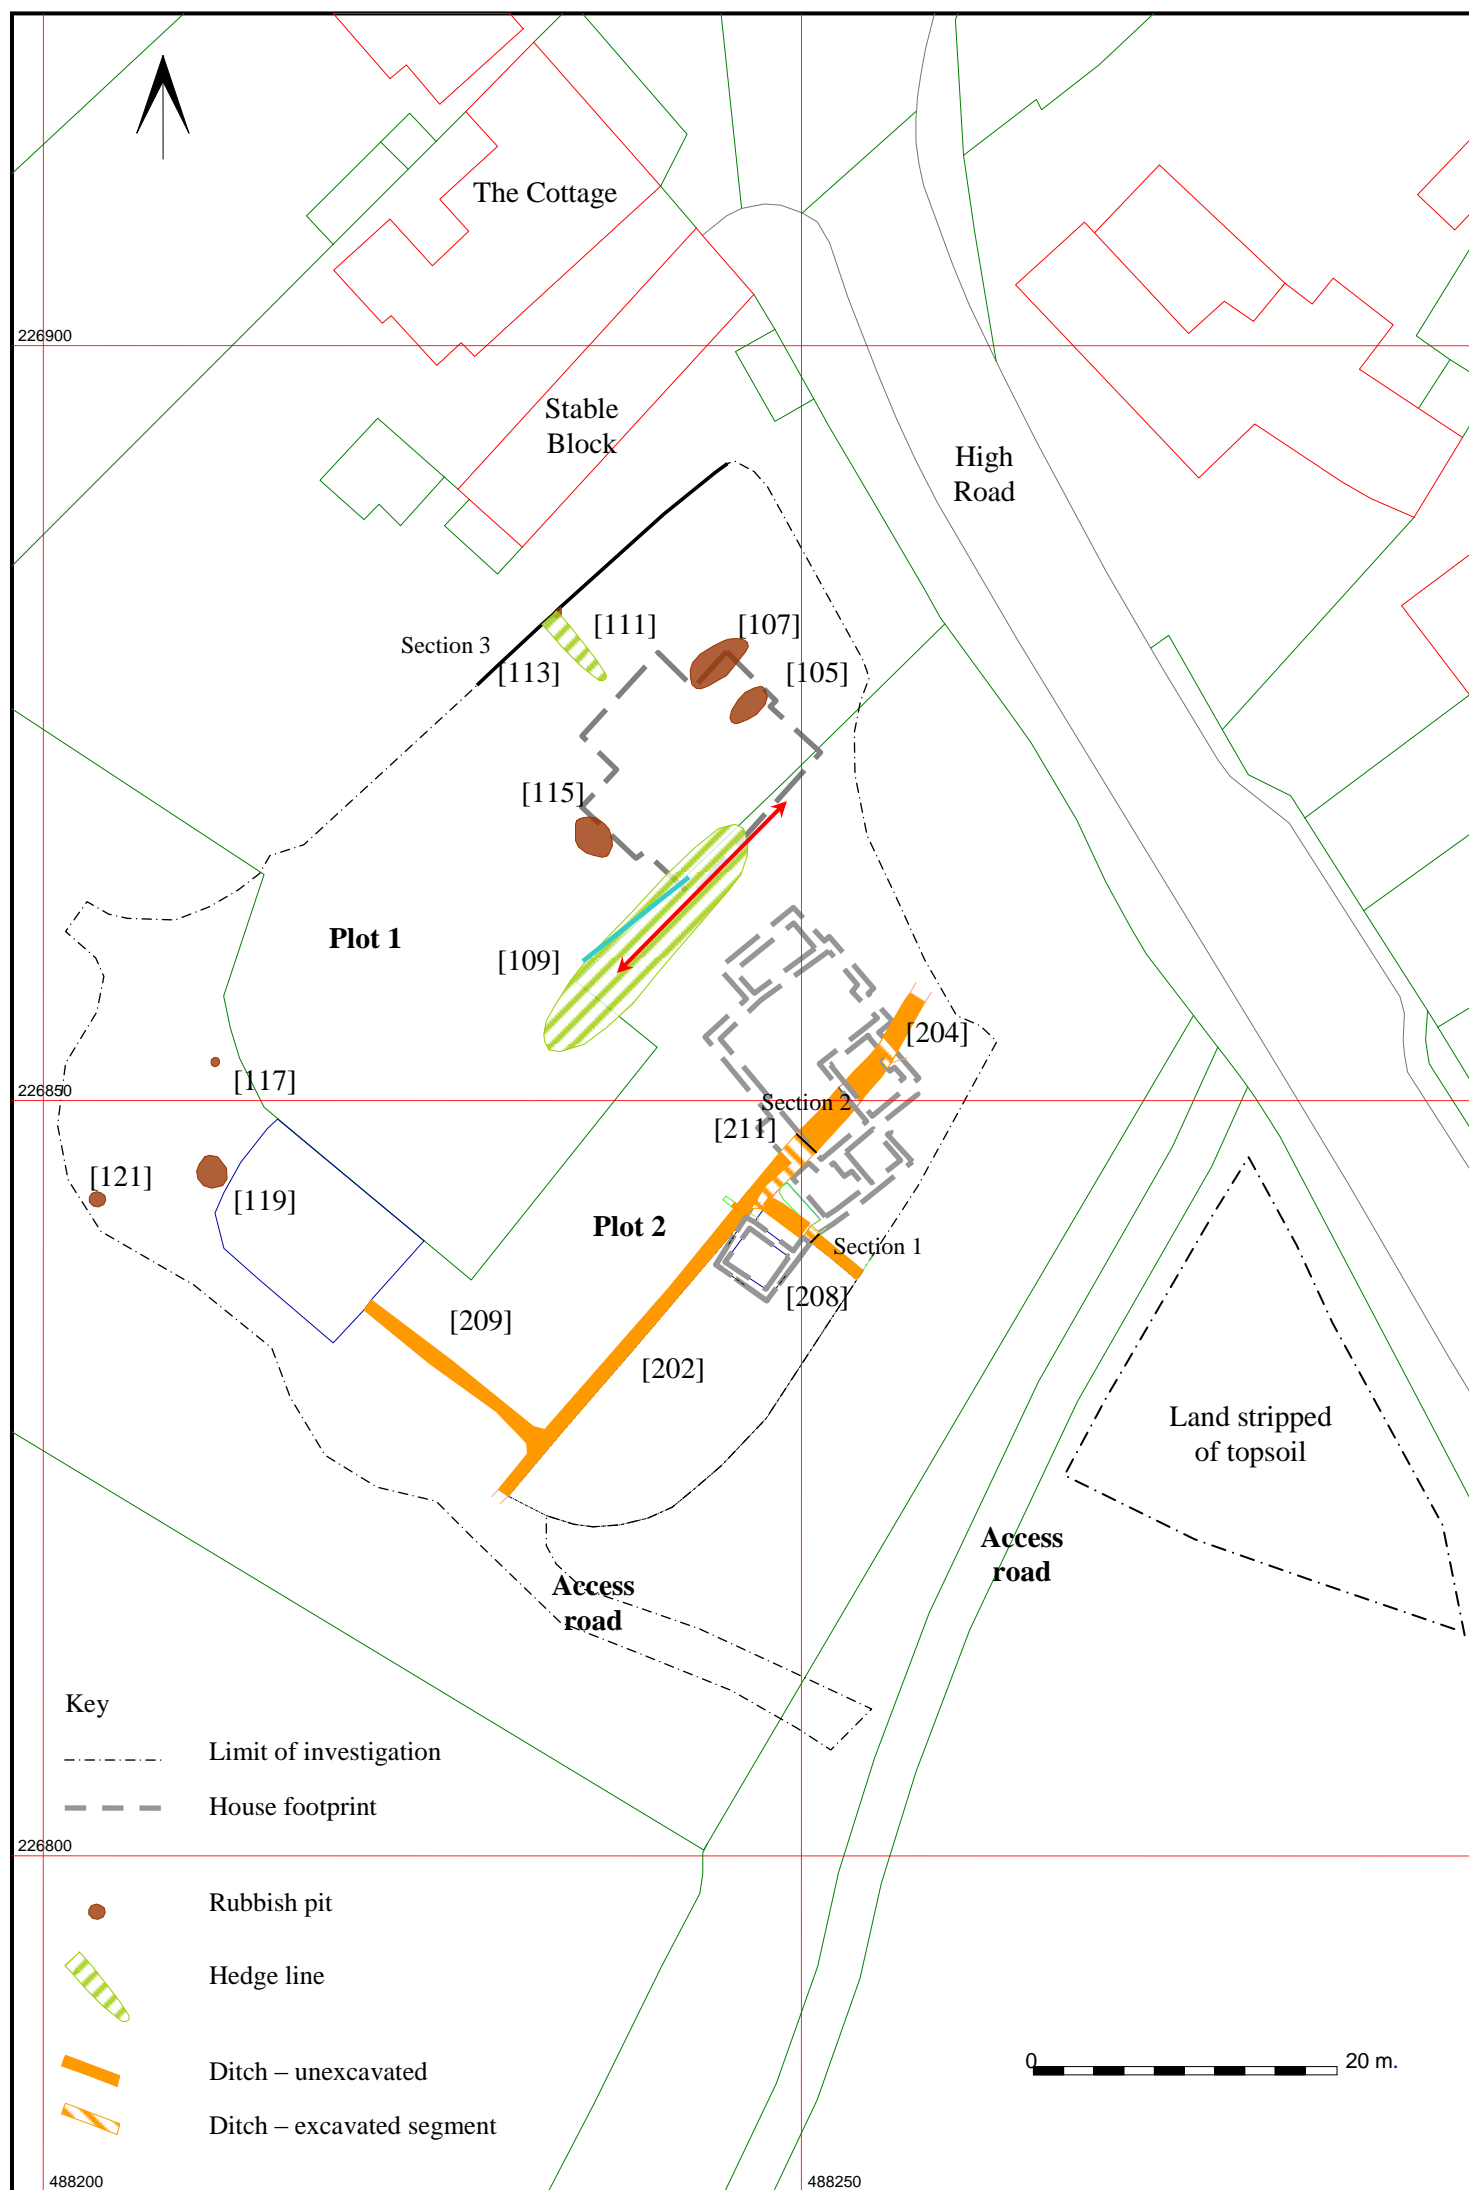 The Cottage
226900
Stable
Block
High
Road
[111]
[107]
Section 3
[113]
[105]
[115]
Plot 1
[109]
[204]
[117]
226850
Section 2
[211]
[121]
[119]
Plot 2
Section 1
[208]
[209]
[202]
Land stripped
of topsoil
Access
road
Access
road
Key
Limit of investigation
House footprint
226800
Rubbish pit
Hedge line
0 20 m.
Ditch – unexcavated
Ditch – excavated segment
488200
488250